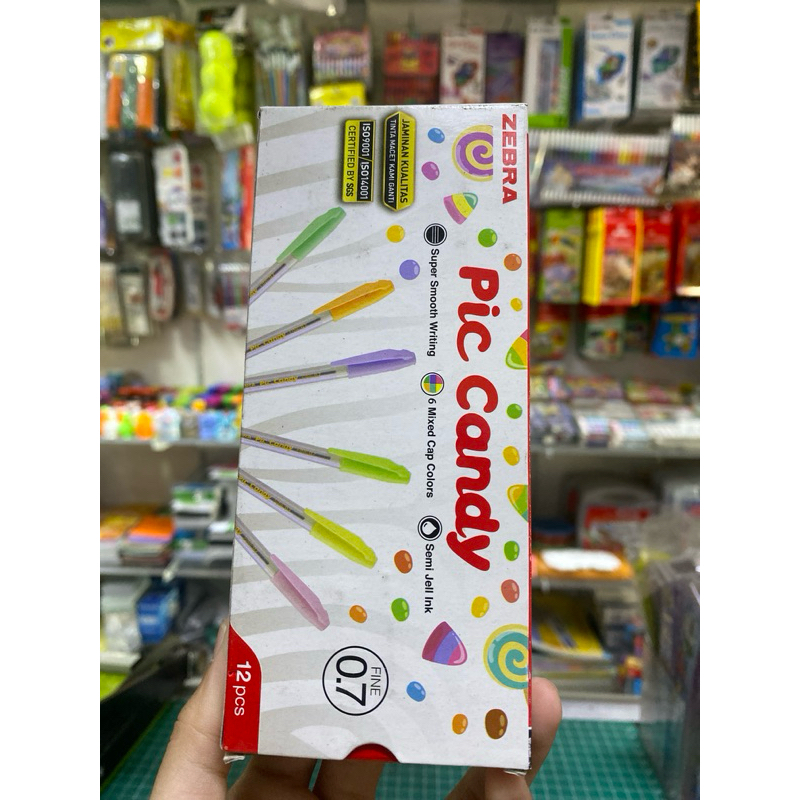 ZEBRA
JAMINAN KUALITAS
TINTA MACET KAMI GANTI
ISO9001/ISO14001
CERTIFIED BY SGS
Pic Candy
Super Smooth Writing
6 Mixed Cap Colors
Semi Jell Ink
FINE
0.7
12 pcs